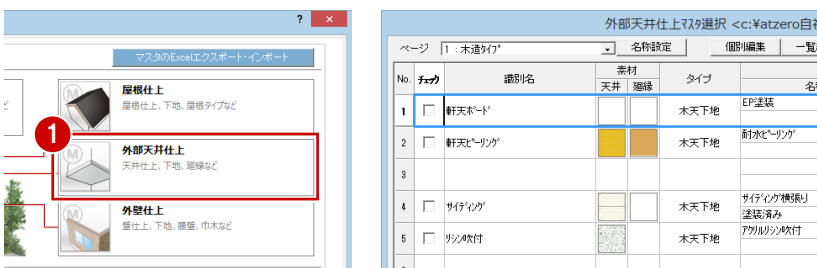 ? ×
マスタのExcelエクスポート・インポート
屋根仕上
屋根仕上、下地、屋根タイプなど
1
外部天井仕上
天井仕上、下地、廻縁など
外壁仕上
壁仕上、下地、腰壁、巾木など
外部天井仕上ﾏｽﾀ選択 <c:¥atzero自
ページ 1 : 木造ﾀｲﾌﾟ 名称設定 個別編集 一覧
No. ﾁｪｯｸ 識別名 素材 タイプ
天井 廻縁
1 軒天ﾎﾞｰﾄﾞ 木天下地 EP塗装
2 軒天ﾋﾟｰﾘﾝｸﾞ 木天下地 耐水ﾋﾟｰﾘﾝｸﾞ
3
4 ｻｲﾃﾞｨﾝｸﾞ 木天下地 ｻｲﾃﾞｨﾝｸﾞ横張り
塗装済み
5 ﾘｼﾝ吹付 木天下地 ｱｸﾘﾙﾘｼﾝ吹付